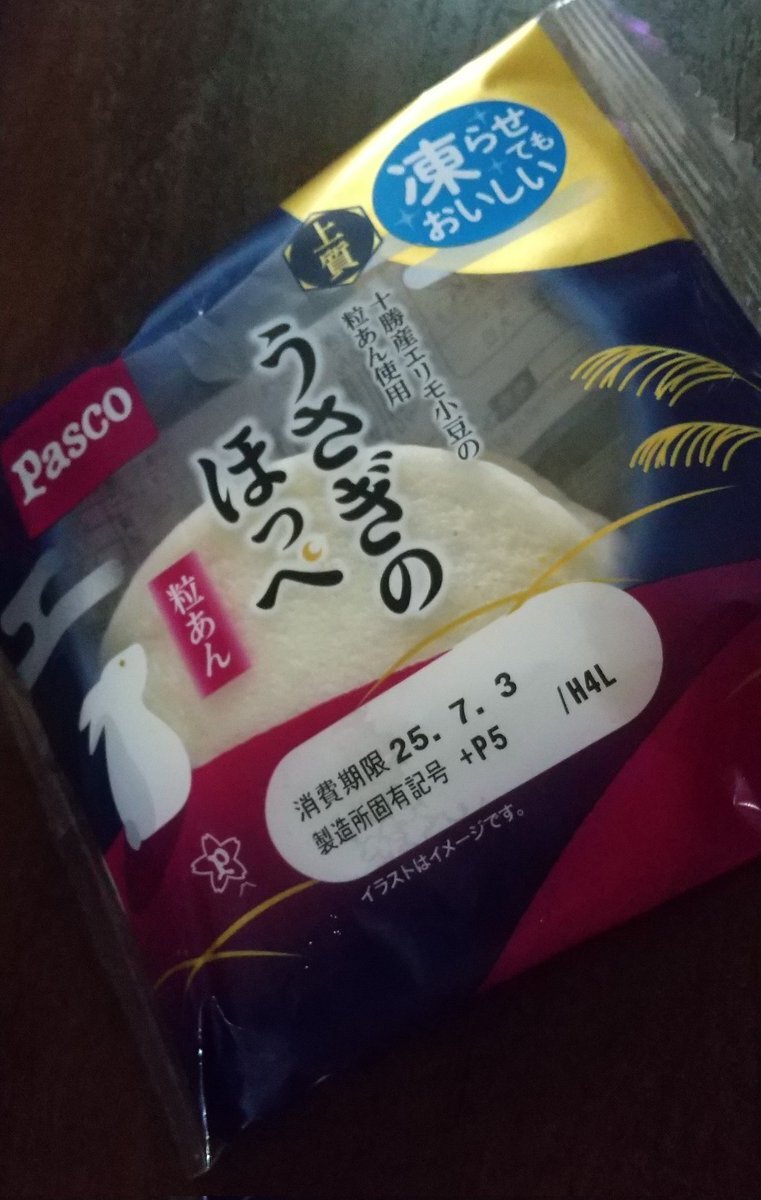 凍らせても
おいしい
上質
十勝産エリモ小豆の
粒あん使用
うさぎの
ほっぺ
Pasco
粒あん
消費期限 25. 7. 3
製造所固有記号 +P5 /H4L
イラストはイメージです。
P